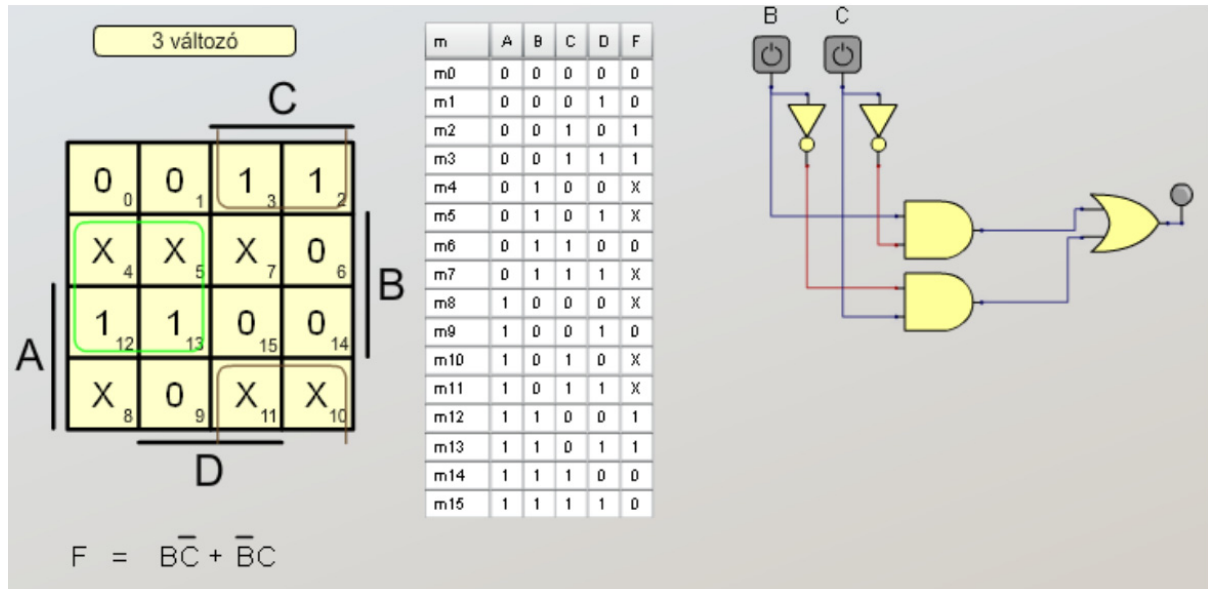 3 változó
C
0 0 0 1 1 3 1 2
X 4 X 5 X 7 0 6
B
1 12 1 13 0 15 0 14
A
X 8 0 9 X 11 X 10
D
F = BC̅ + B̅C
m A B C D F
m0 0 0 0 0 0
m1 0 0 0 1 0
m2 0 0 1 0 1
m3 0 0 1 1 1
m4 0 1 0 0 X
m5 0 1 0 1 X
m6 0 1 1 0 0
m7 0 1 1 1 X
m8 1 0 0 0 X
m9 1 0 0 1 0
m10 1 0 1 0 X
m11 1 0 1 1 X
m12 1 1 0 0 1
m13 1 1 0 1 1
m14 1 1 1 0 0
m15 1 1 1 1 0
B C